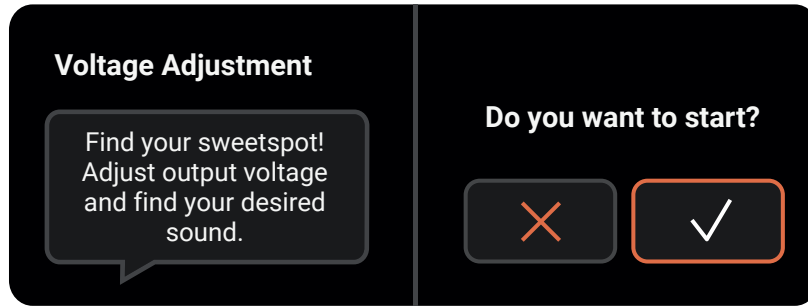 Voltage Adjustment
Find your sweetspot!
Adjust output voltage
and find your desired
sound.
Do you want to start?